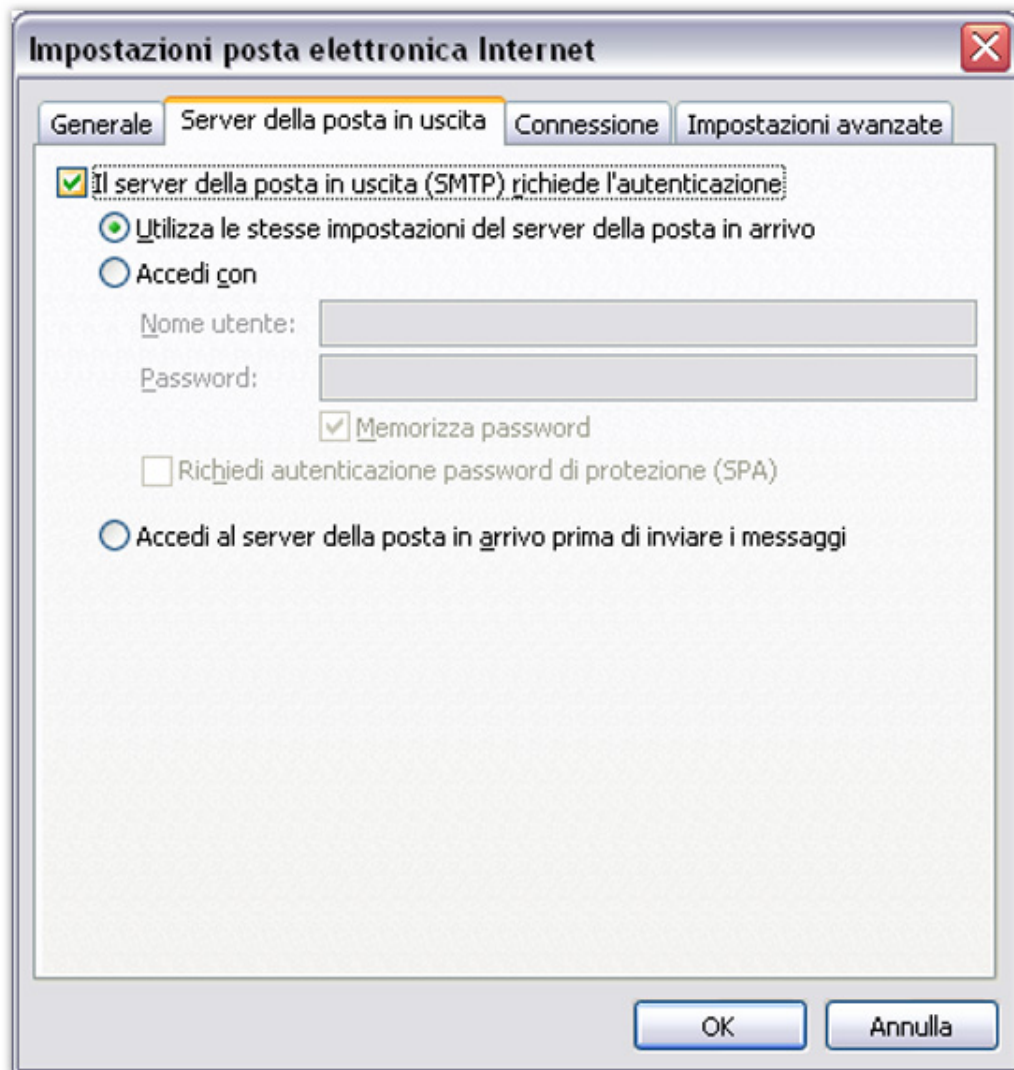 Impostazioni posta elettronica Internet
Generale
Server della posta in uscita
Connessione
Impostazioni avanzate
Il server della posta in uscita (SMTP) richiede l'autenticazione
Utilizza le stesse impostazioni del server della posta in arrivo
Accedi con
Nome utente:
Password:
Memorizza password
Richiedi autenticazione password di protezione (SPA)
Accedi al server della posta in arrivo prima di inviare i messaggi
OK
Annulla